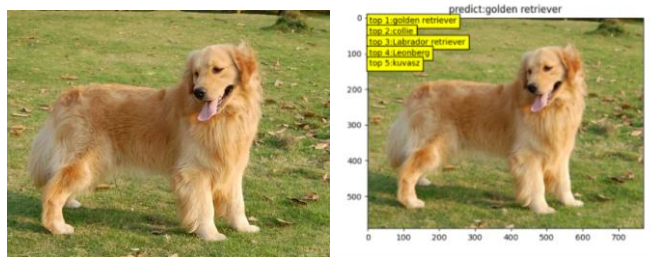 predict:golden retriever
top 1:golden retriever
top 2:collie
top 3:Labrador retriever
top 4:Leonberg
top 5:kuvasz
0
100
200
300
400
500
0 100 200 300 400 500 600 700